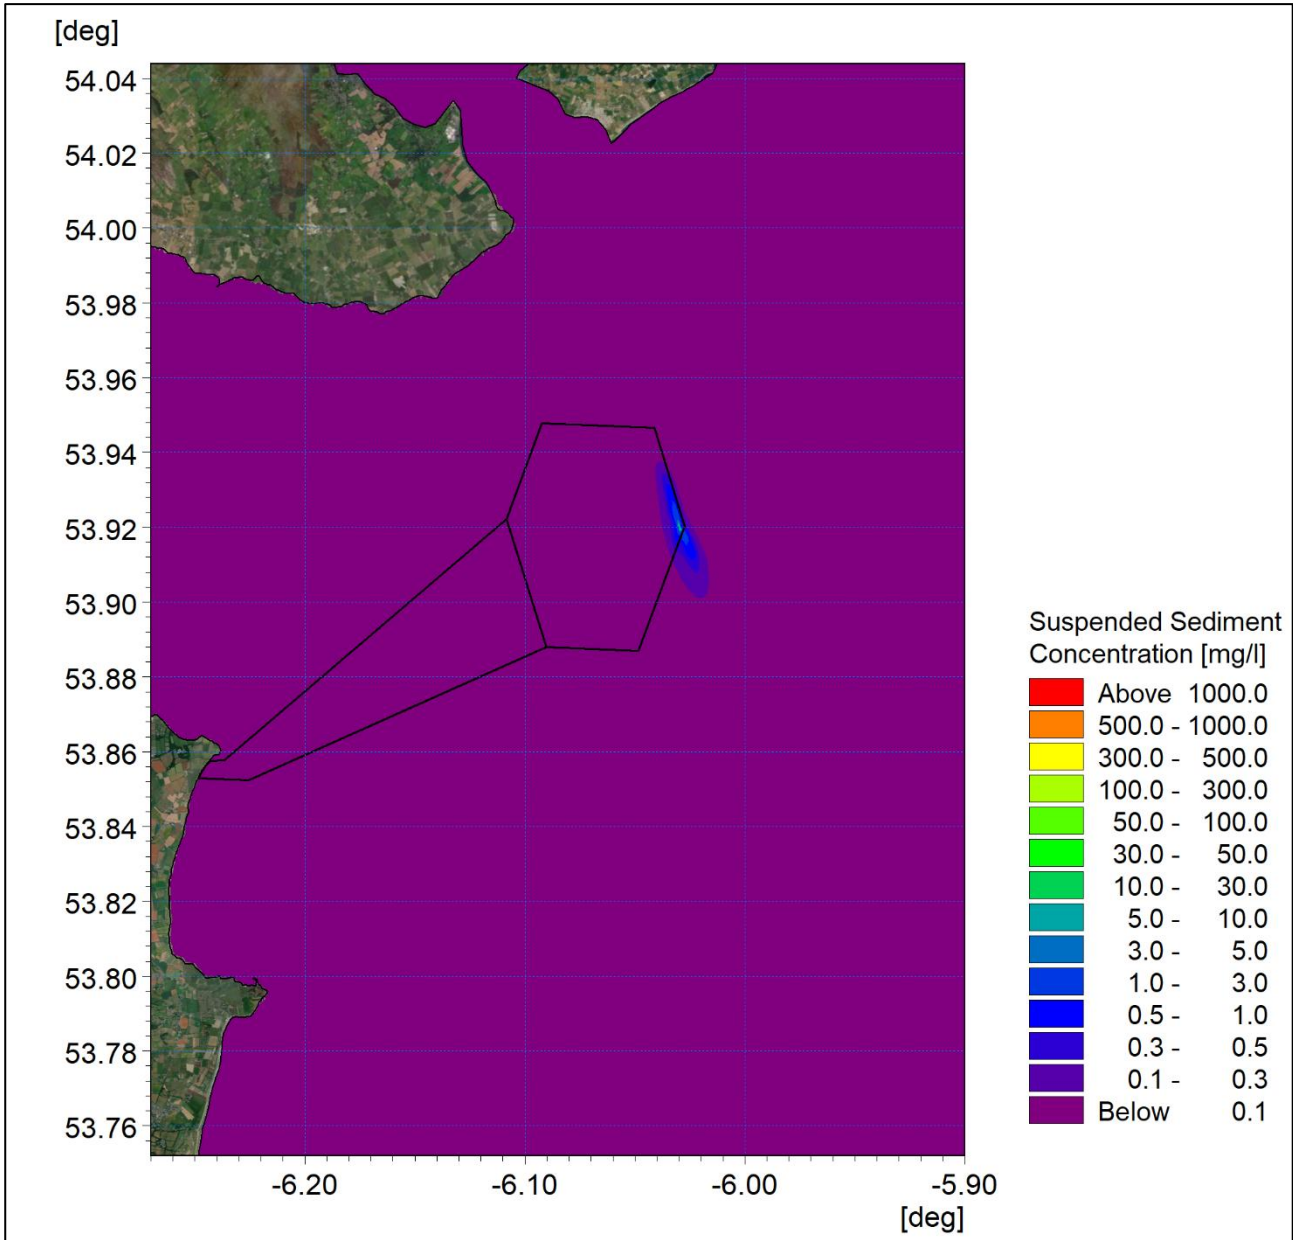 [deg]
54.04
54.02
54.00
53.98
53.96
53.94
53.92
53.90
53.88
53.86
53.84
53.82
53.80
53.78
53.76
-6.20 -6.10 -6.00 -5.90
[deg]
Suspended Sediment
Concentration [mg/l]
Above 1000.0
500.0 - 1000.0
300.0 - 500.0
100.0 - 300.0
50.0 - 100.0
30.0 - 50.0
10.0 - 30.0
5.0 - 10.0
3.0 - 5.0
1.0 - 3.0
0.5 - 1.0
0.3 - 0.5
0.1 - 0.3
Below 0.1